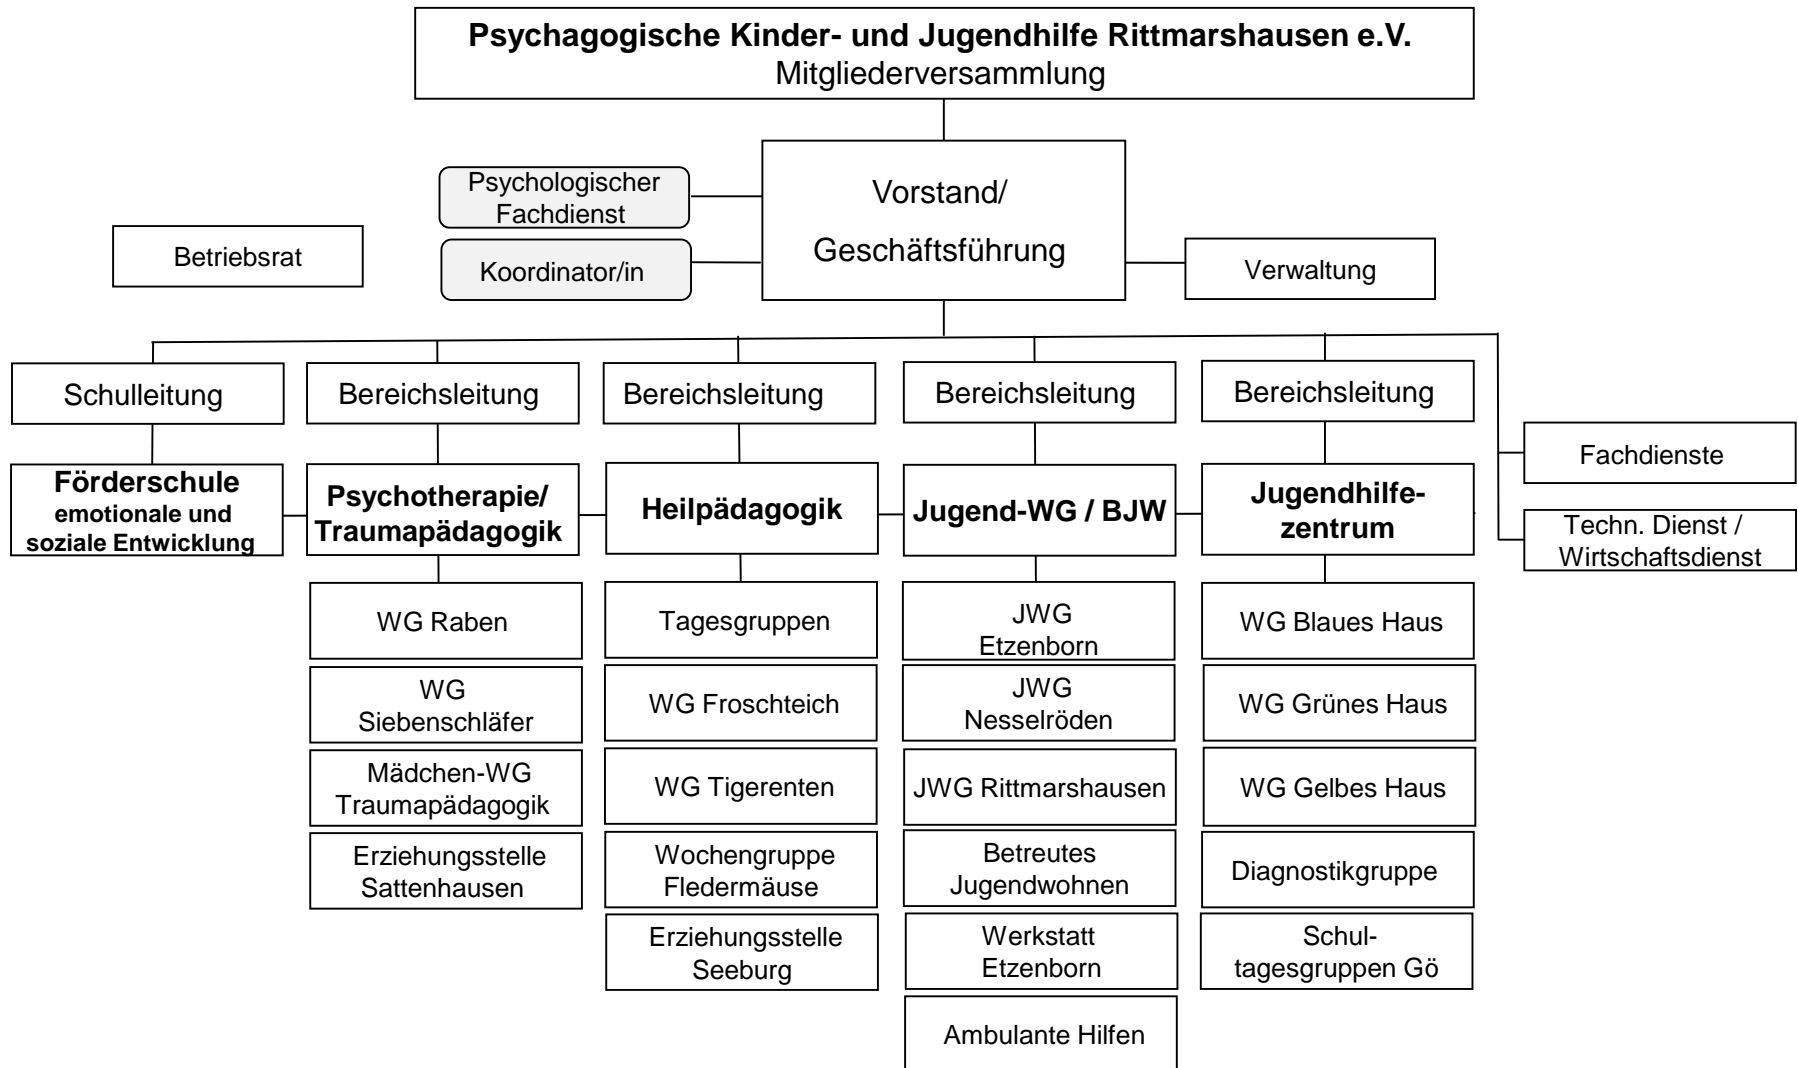 Psychagogische Kinder- und Jugendhilfe Rittmarshausen e.V.
Mitgliederversammlung
Psychologischer
Fachdienst
Vorstand/
Geschäftsführung
Betriebsrat
Koordinator/in
Verwaltung
Schulleitung
Bereichsleitung
Bereichsleitung
Bereichsleitung
Bereichsleitung
Förderschule
emotionale und
soziale Entwicklung
Psychotherapie/
Traumapädagogik
Heilpädagogik
Jugend-WG / BJW
Jugendhilfe-
zentrum
Fachdienste
Techn. Dienst /
Wirtschaftsdienst
WG Raben
WG
Siebenschläfer
Mädchen-WG
Traumapädagogik
Erziehungsstelle
Sattenhausen
Tagesgruppen
WG Froschteich
WG Tigerenten
Wochengruppe
Fledermäuse
Erziehungsstelle
Seeburg
JWG
Etzenborn
JWG
Nesselröden
JWG Rittmarshausen
Betreutes
Jugendwohnen
Werkstatt
Etzenborn
Ambulante Hilfen
WG Blaues Haus
WG Grünes Haus
WG Gelbes Haus
Diagnostikgruppe
Schul-
tagesgruppen Gö